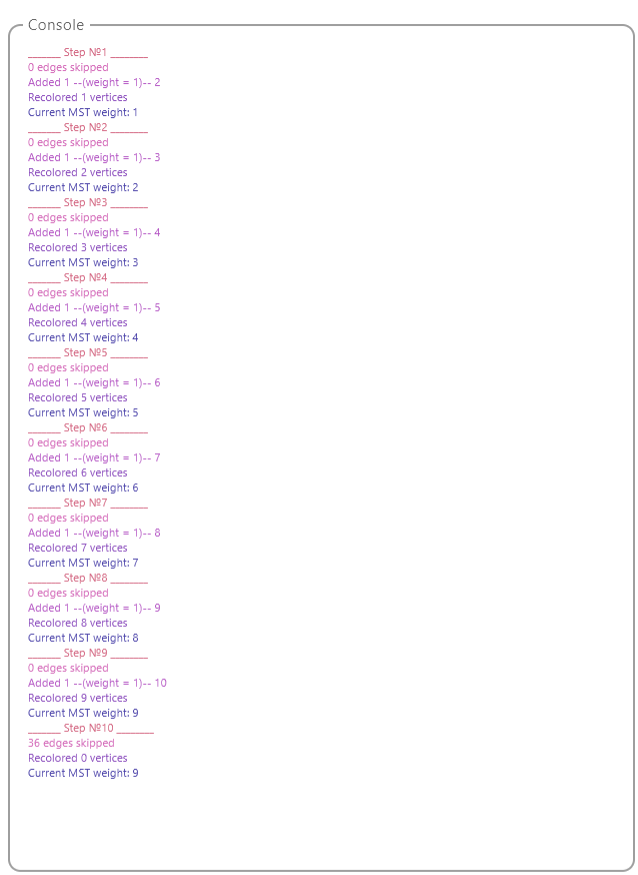 Console
______ Step №1 _______
0 edges skipped
Added 1 --(weight = 1)-- 2
Recolored 1 vertices
Current MST weight: 1
______ Step №2 _______
0 edges skipped
Added 1 --(weight = 1)-- 3
Recolored 2 vertices
Current MST weight: 2
______ Step №3 _______
0 edges skipped
Added 1 --(weight = 1)-- 4
Recolored 3 vertices
Current MST weight: 3
______ Step №4 _______
0 edges skipped
Added 1 --(weight = 1)-- 5
Recolored 4 vertices
Current MST weight: 4
______ Step №5 _______
0 edges skipped
Added 1 --(weight = 1)-- 6
Recolored 5 vertices
Current MST weight: 5
______ Step №6 _______
0 edges skipped
Added 1 --(weight = 1)-- 7
Recolored 6 vertices
Current MST weight: 6
______ Step №7 _______
0 edges skipped
Added 1 --(weight = 1)-- 8
Recolored 7 vertices
Current MST weight: 7
______ Step №8 _______
0 edges skipped
Added 1 --(weight = 1)-- 9
Recolored 8 vertices
Current MST weight: 8
______ Step №9 _______
0 edges skipped
Added 1 --(weight = 1)-- 10
Recolored 9 vertices
Current MST weight: 9
______ Step №10 _______
36 edges skipped
Recolored 0 vertices
Current MST weight: 9